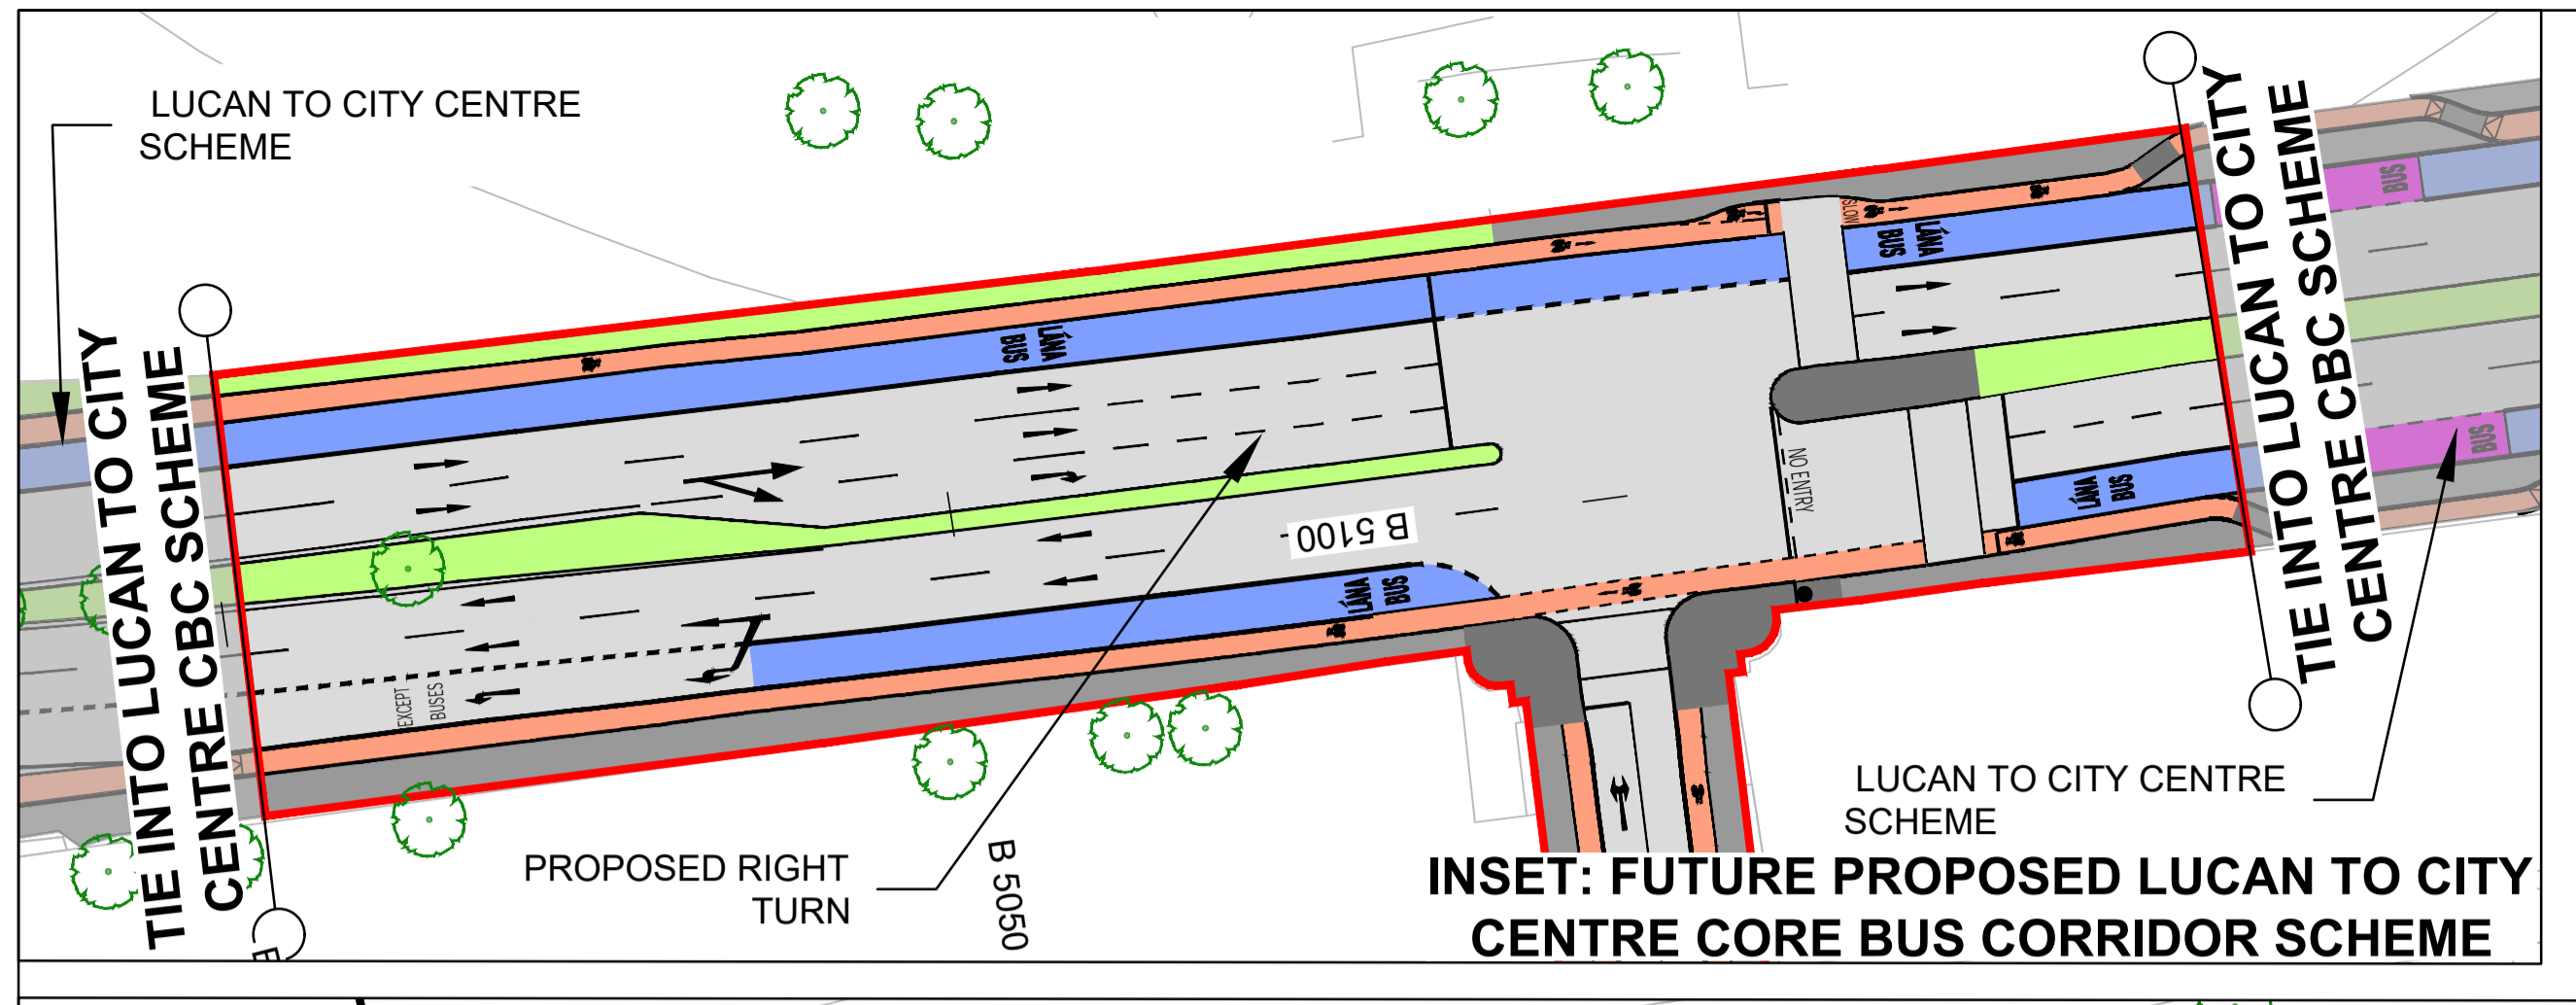 LUCAN TO CITY CENTRE
SCHEME
TIE INTO LUCAN TO CITY
CENTRE CBC SCHEME
LÁNA
BUS
SLOW
LÁNA
BUS
TIE INTO LUCAN TO CITY
CENTRE CBC SCHEME
BUS
BUS
NO ENTRY
LÁNA
BUS
B 5100
LÁNA
BUS
EXCEPT
BUSES
PROPOSED RIGHT
TURN
B 5050
LUCAN TO CITY CENTRE
SCHEME
INSET: FUTURE PROPOSED LUCAN TO CITY
CENTRE CORE BUS CORRIDOR SCHEME